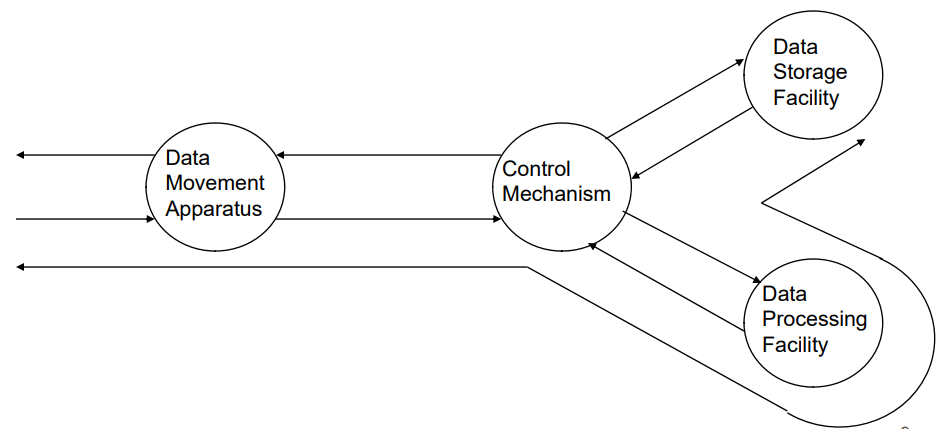 Data
Storage
Facility
Data
Movement
Apparatus
Control
Mechanism
Data
Processing
Facility